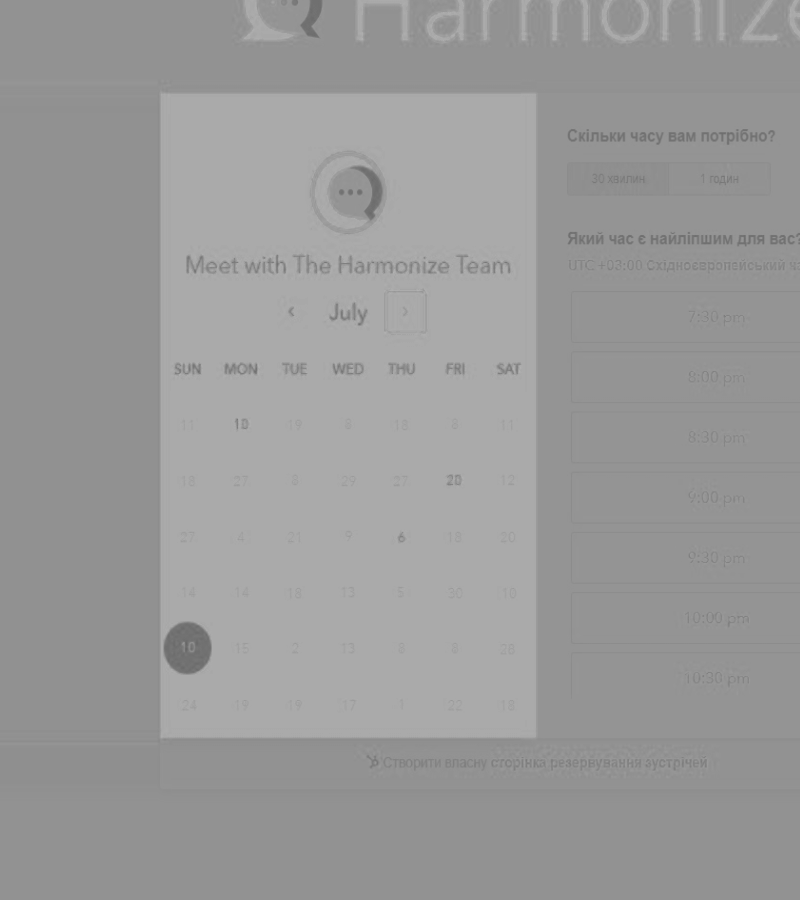 Harmonize
Meet with The Harmonize Team
‹ July ›
SUN MON TUE WED THU FRI SAT
11 10 19 6 13 8 11
18 27 8 29 27 20 12
27 4 21 9 6 18 20
14 14 18 13 5 30 10
10 15 2 13 6 8 28
24 19 19 17 1 22 18
Скільки часу вам потрібно?
30 хвилин 1 годин
Який час є найліпшим для вас?
UTC +03:00 Східноєвропейський
7:30 pm
8:00 pm
8:30 pm
9:00 pm
9:30 pm
10:00 pm
10:30 pm
Створити власну сторінка резервування зустрічей